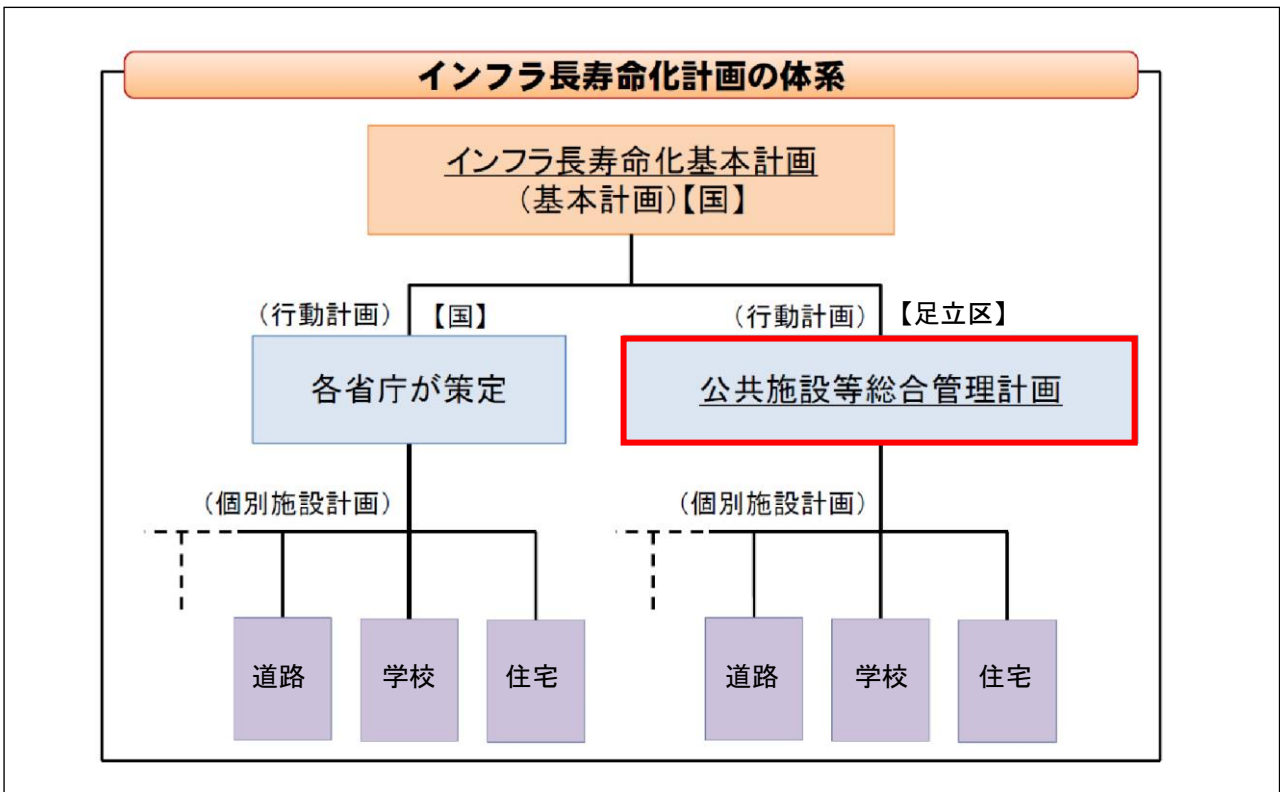 インフラ長寿命化計画の体系
インフラ長寿命化基本計画
(基本計画)【国】
(行動計画) 【国】
(行動計画) 【足立区】
各省庁が策定
公共施設等総合管理計画
(個別施設計画)
(個別施設計画)
道路 学校 住宅
道路 学校 住宅